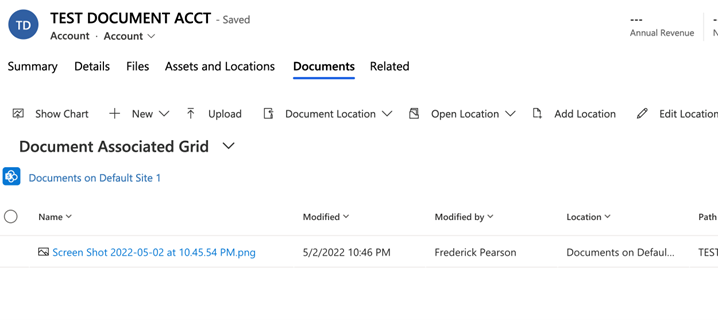 TD
TEST DOCUMENT ACCT - Saved
Account · Account
---
Annual Revenue
Summary Details Files Assets and Locations Documents Related
Show Chart New Upload Document Location Open Location Add Location Edit Location
Document Associated Grid
Documents on Default Site 1
Name Modified Modified by Location Path
Screen Shot 2022-05-02 at 10.45.54 PM.png 5/2/2022 10:46 PM Frederick Pearson Documents on Defaul... TEST